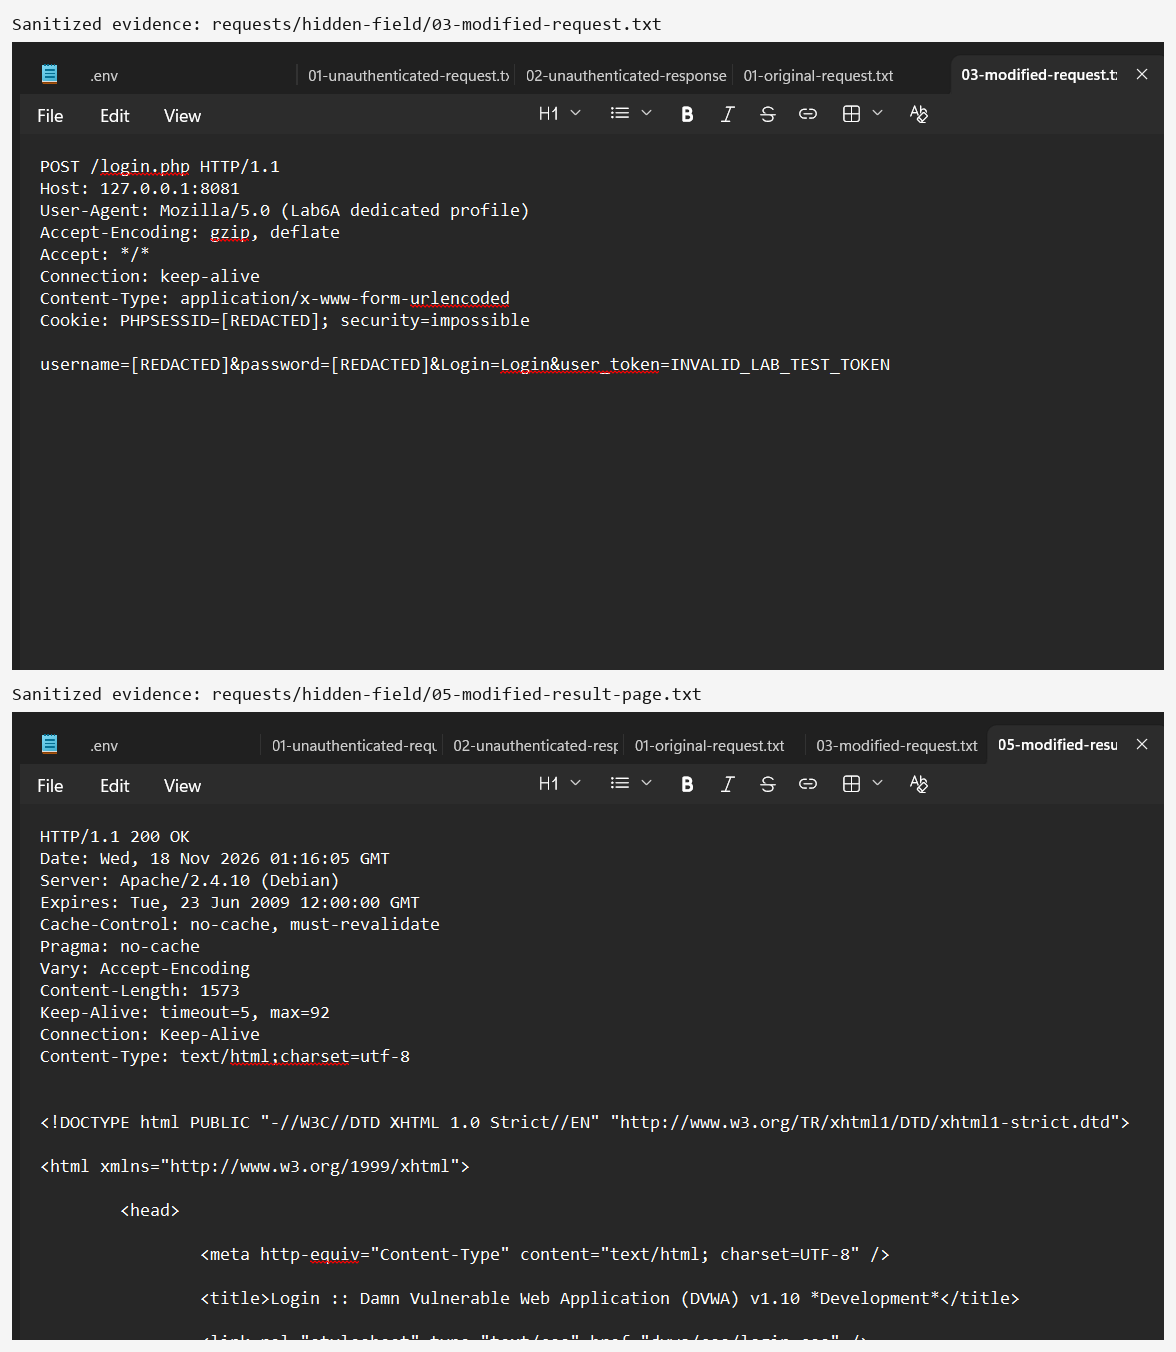 Sanitized evidence: requests/hidden-field/03-modified-request.txt
.env 01-unauthenticated-request.tx 02-unauthenticated-response 01-original-request.txt 03-modified-request.t
File Edit View H1
POST /login.php HTTP/1.1
Host: 127.0.0.1:8081
User-Agent: Mozilla/5.0 (Lab6A dedicated profile)
Accept-Encoding: gzip, deflate
Accept: */*
Connection: keep-alive
Content-Type: application/x-www-form-urlencoded
Cookie: PHPSESSID=[REDACTED]; security=impossible
username=[REDACTED]&password=[REDACTED]&Login=Login&user_token=INVALID_LAB_TEST_TOKEN
Sanitized evidence: requests/hidden-field/05-modified-result-page.txt
.env 01-unauthenticated-requ 02-unauthenticated-resp 01-original-request.txt 03-modified-request.txt 05-modified-resu
File Edit View H1
HTTP/1.1 200 OK
Date: Wed, 18 Nov 2026 01:16:05 GMT
Server: Apache/2.4.10 (Debian)
Expires: Tue, 23 Jun 2009 12:00:00 GMT
Cache-Control: no-cache, must-revalidate
Pragma: no-cache
Vary: Accept-Encoding
Content-Length: 1573
Keep-Alive: timeout=5, max=92
Connection: Keep-Alive
Content-Type: text/html;charset=utf-8
<!DOCTYPE html PUBLIC "-//W3C//DTD XHTML 1.0 Strict//EN" "http://www.w3.org/TR/xhtml1/DTD/xhtml1-strict.dtd">
<html xmlns="http://www.w3.org/1999/xhtml">
<head>
<meta http-equiv="Content-Type" content="text/html; charset=UTF-8" />
<title>Login :: Damn Vulnerable Web Application (DVWA) v1.10 *Development*</title>